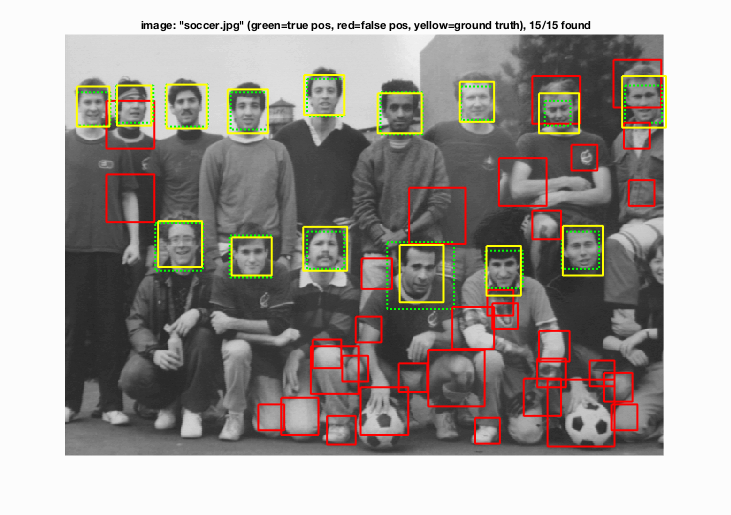 image: "soccer.jpg" (green=true pos, red=false pos, yellow=ground truth), 15/15 found